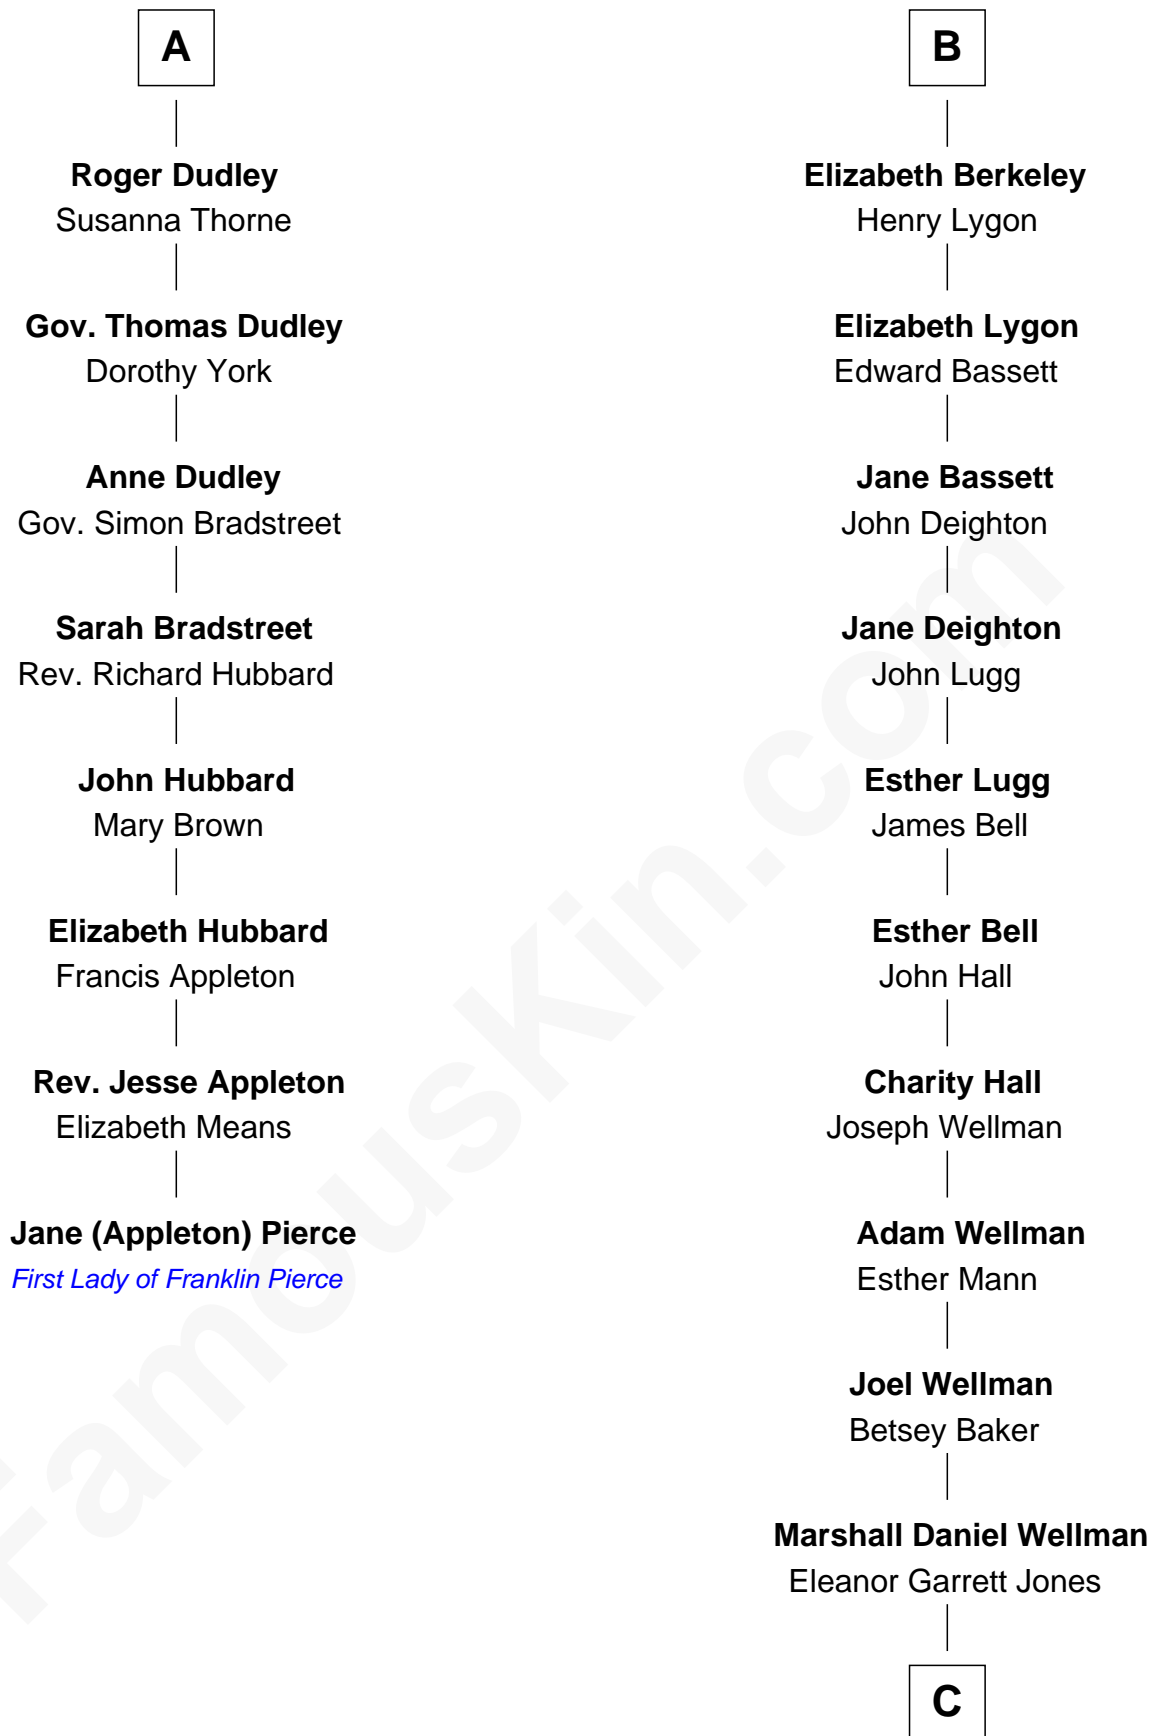 A
Roger Dudley
Susanna Thorne
Gov. Thomas Dudley
Dorothy York
Anne Dudley
Gov. Simon Bradstreet
Sarah Bradstreet
Rev. Richard Hubbard
John Hubbard
Mary Brown
Elizabeth Hubbard
Francis Appleton
Rev. Jesse Appleton
Elizabeth Means
Jane (Appleton) Pierce
First Lady of Franklin Pierce
B
Elizabeth Berkeley
Henry Lygon
Elizabeth Lygon
Edward Bassett
Jane Bassett
John Deighton
Jane Deighton
John Lugg
Esther Lugg
James Bell
Esther Bell
John Hall
Charity Hall
Joseph Wellman
Adam Wellman
Esther Mann
Joel Wellman
Betsey Baker
Marshall Daniel Wellman
Eleanor Garrett Jones
C
FamousKin.com